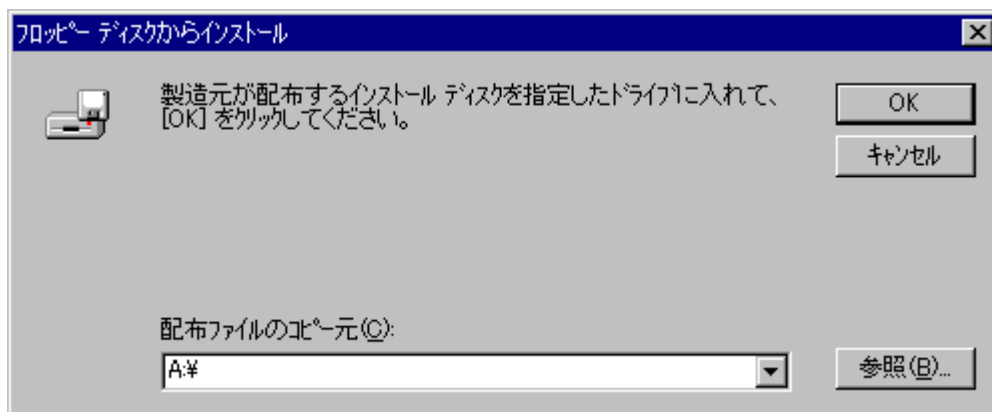 フロッピー ディスクからインストール
製造元が配布するインストール ディスクを指定したドライブに入れて、
[OK] をクリックしてください。
OK
キャンセル
配布ファイルのコピー元(C):
A:¥
参照(B)...